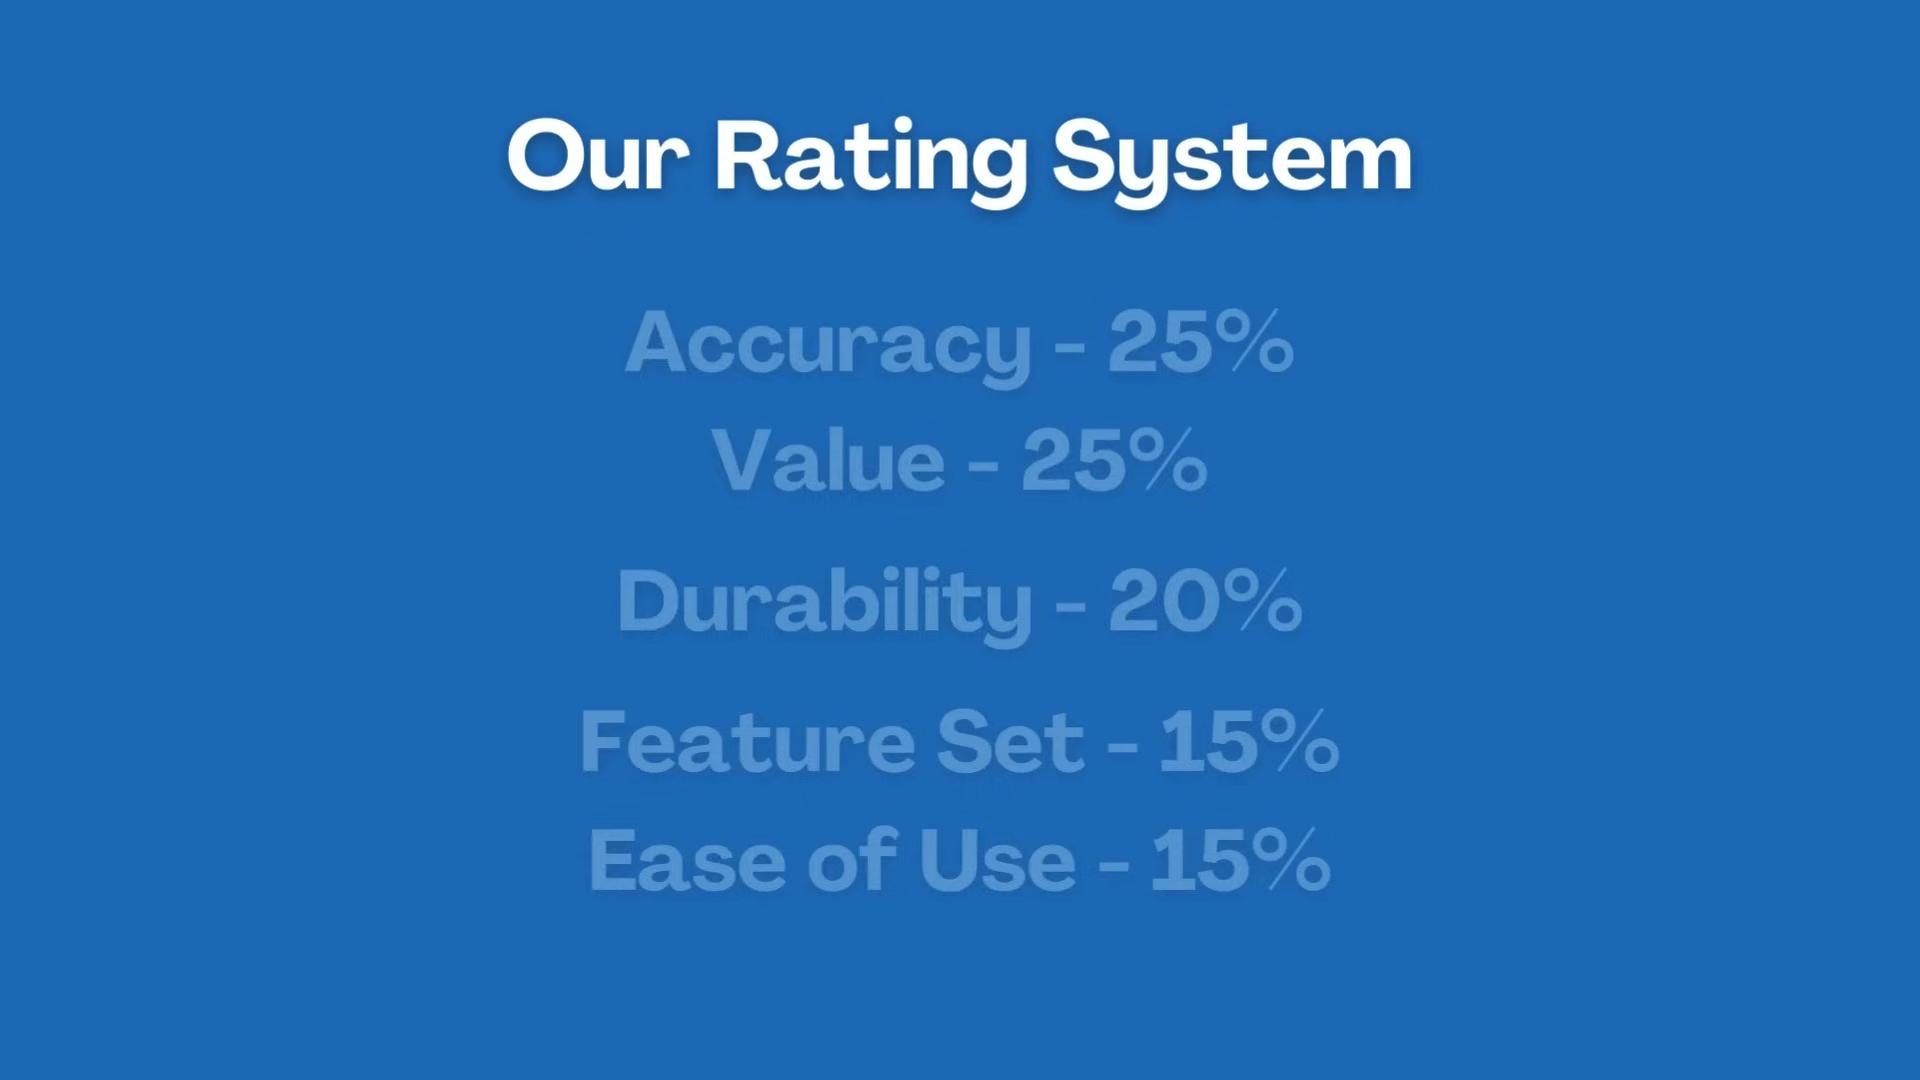 Our Rating System
Accuracy - 25%
Value - 25%
Durability - 20%
Feature Set - 15%
Ease of Use - 15%